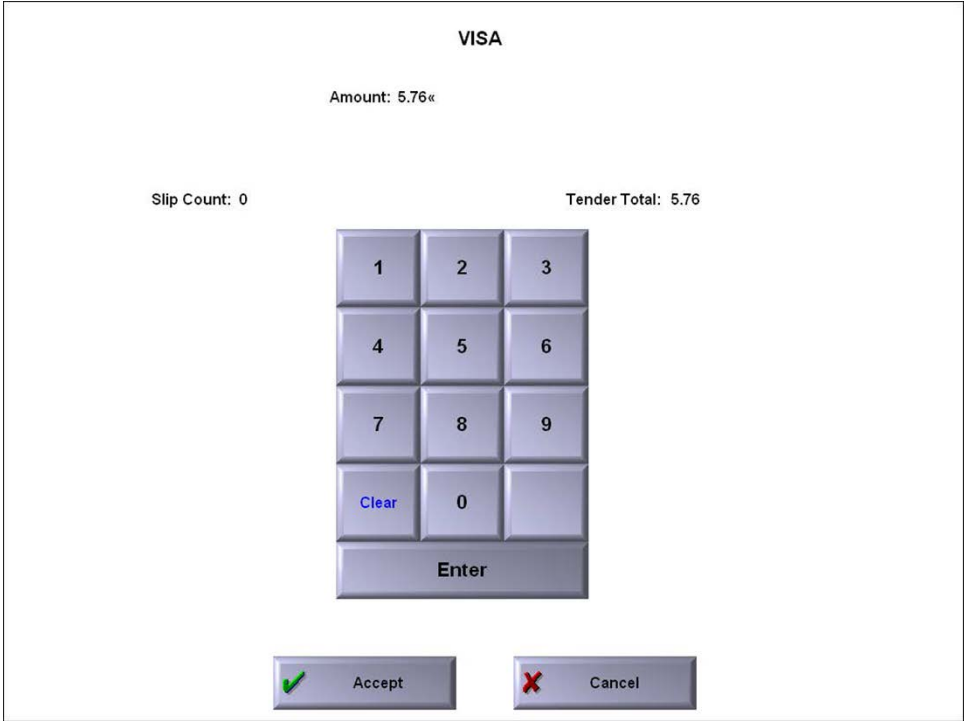 VISA
Amount: 5.76«
Slip Count: 0 Tender Total: 5.76
1 2 3
4 5 6
7 8 9
Clear 0
Enter
Accept Cancel